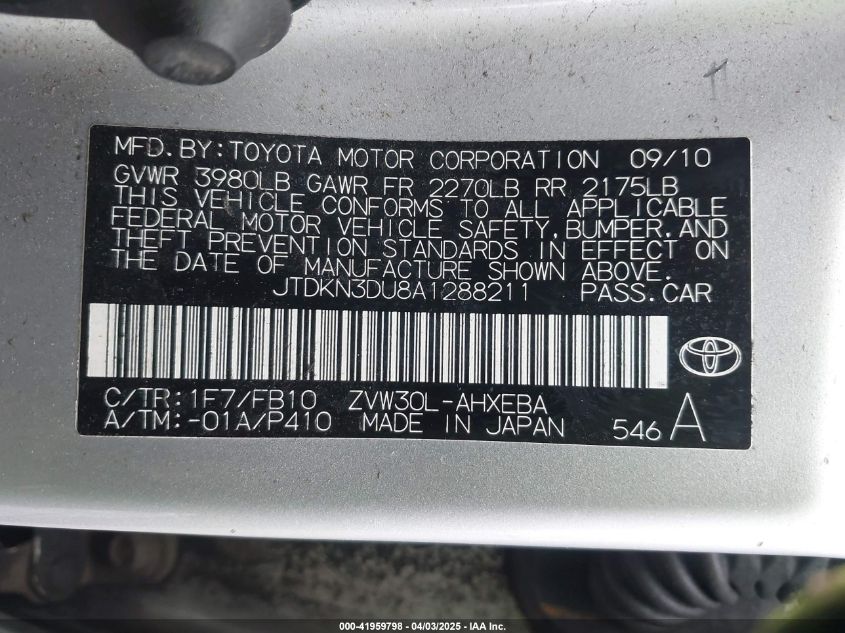 MFD.BY:TOYOTA MOTOR CORPORATION 09/10
GVWR 3980LB GAWR FR 2270LB RR 2175LB
THIS VEHICLE CONFORMS TO ALL APPLICABLE
FEDERAL MOTOR VEHICLE SAFETY,BUMPER,AND
THEFT PREVENTION STANDARDS IN EFFECT ON
THE DATE OF MANUFACTURE SHOWN ABOVE.
JTDKN3DU8A1288211 PASS.CAR
C/TR:1F7/FB10 ZVW30L-AHXEBA
A/TM:-01A/P410 MADE IN JAPAN 546 A
000-41959798 - 04/03/2025 - IAA Inc.